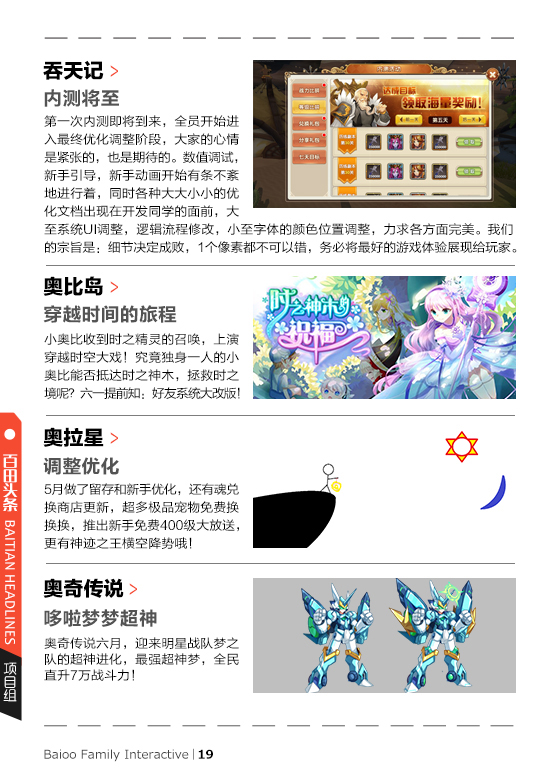 吞天记 >
内测将至
第一次内测即将到来，全员开始进
入最终优化调整阶段，大家的心情
是紧张的，也是期待的。数值调试，
新手引导，新手动画开始有条不紊
地进行着，同时各种大大小小的优
化文档出现在开发同学的面前，大
至系统UI调整，逻辑流程修改，小至字体的颜色位置调整，力求各方面完美。我们
的宗旨是：细节决定成败，1个像素都不可以错，务必将最好的游戏体验展现给玩家。
达成目标
领取海量奖励！
第五天
七天目标
奥比岛 >
穿越时间的旅程
小奥比收到时之精灵的召唤，上演
穿越时空大戏！究竟独身一人的小
奥比能否抵达时之神木，拯救时之
境呢？六一提前知：好友系统大改版！
时之神木的
祝福
奥拉星 >
调整优化
5月做了留存和新手优化，还有魂兑
换商店更新，超多极品宠物免费换
换换，推出新手免费400级大放送，
更有神迹之王横空降势哦！
奥奇传说 >
哆啦梦梦超神
奥奇传说六月，迎来明星战队梦之
队的超神进化，最强超神梦，全民
直升7万战斗力！
百田头条 BAITIAN HEADLINES
项目组
Baioo Family Interactive | 19